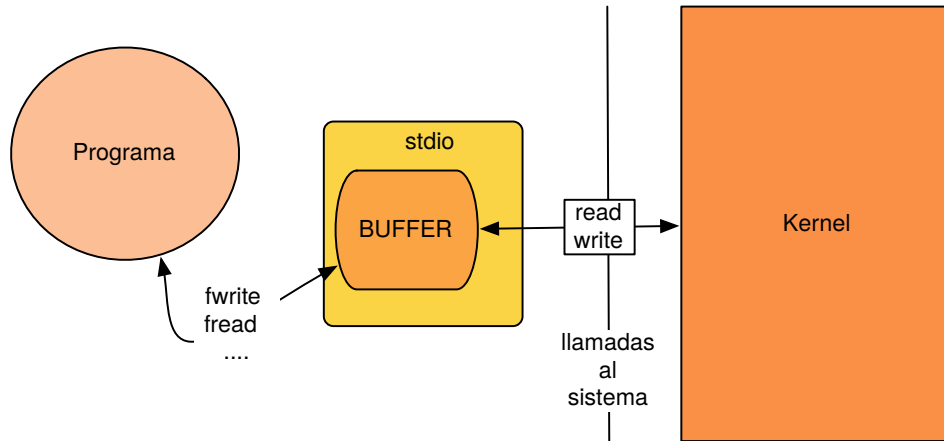 Programa
stdio
BUFFER
fwrite
fread
....
read
write
llamadas
al
sistema
Kernel